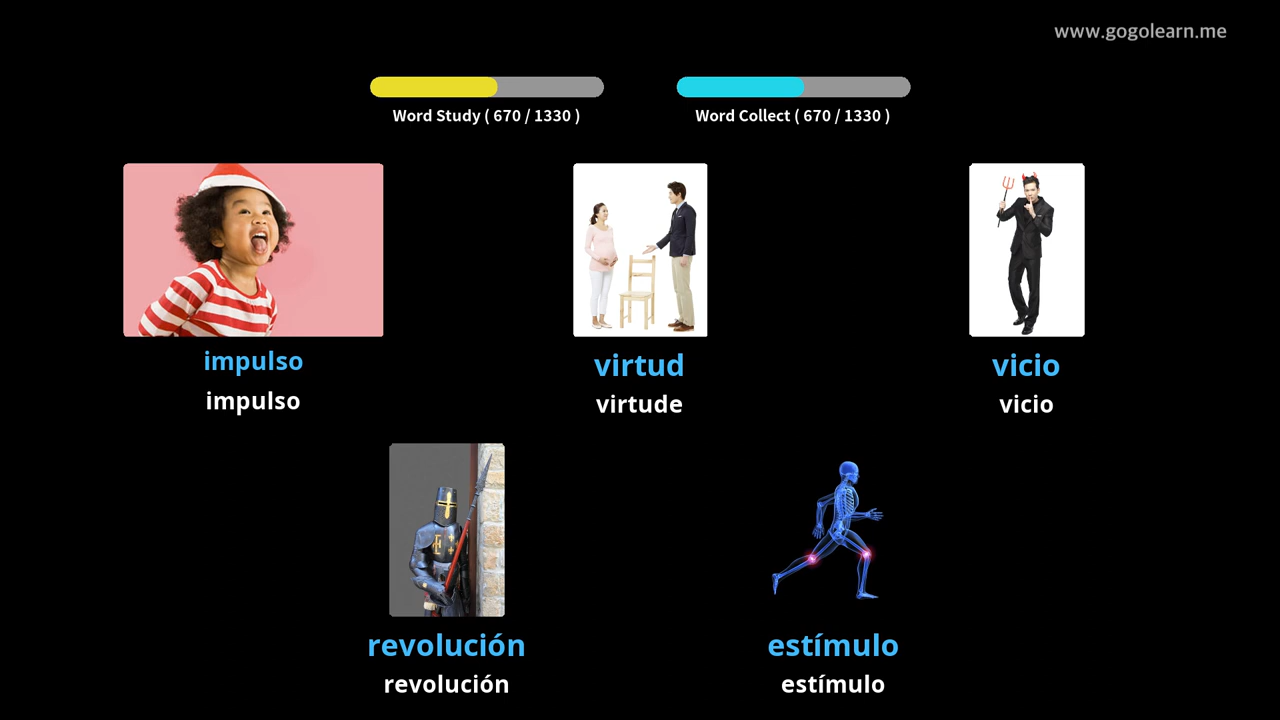 www.gogolearn.me
Word Study ( 670 / 1330 )
Word Collect ( 670 / 1330 )
impulso
impulso
virtud
virtude
vicio
vicio
revolución
revolución
estímulo
estímulo